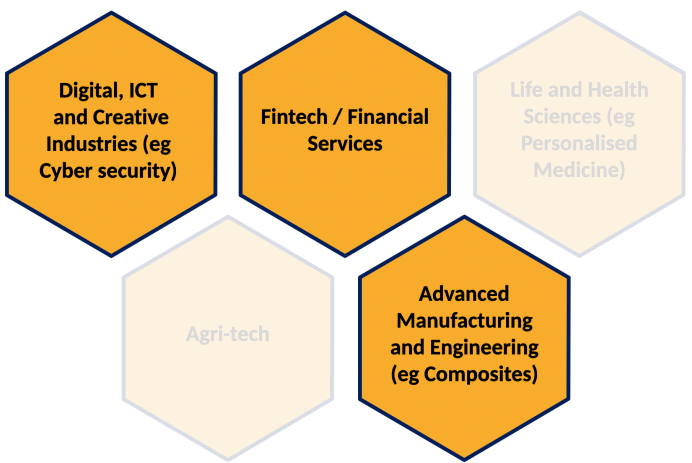 Digital, ICT
and Creative
Industries (eg
Cyber security)
Fintech / Financial
Services
Life and Health
Sciences (eg
Personalised
Medicine)
Agri-tech
Advanced
Manufacturing
and Engineering
(eg Composites)